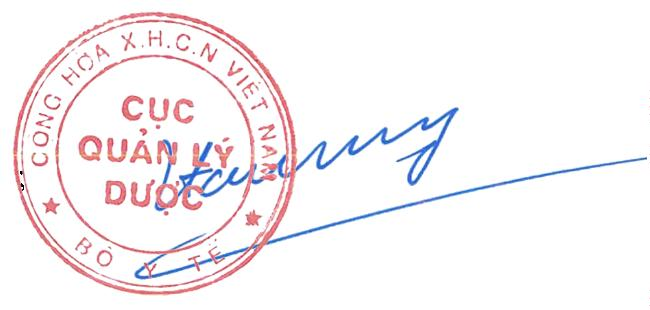 CỘNG HÒA X.H.C.N VIỆT NAM
CỤC
QUẢN LÝ
DƯỢC
BỘ Y TẾ